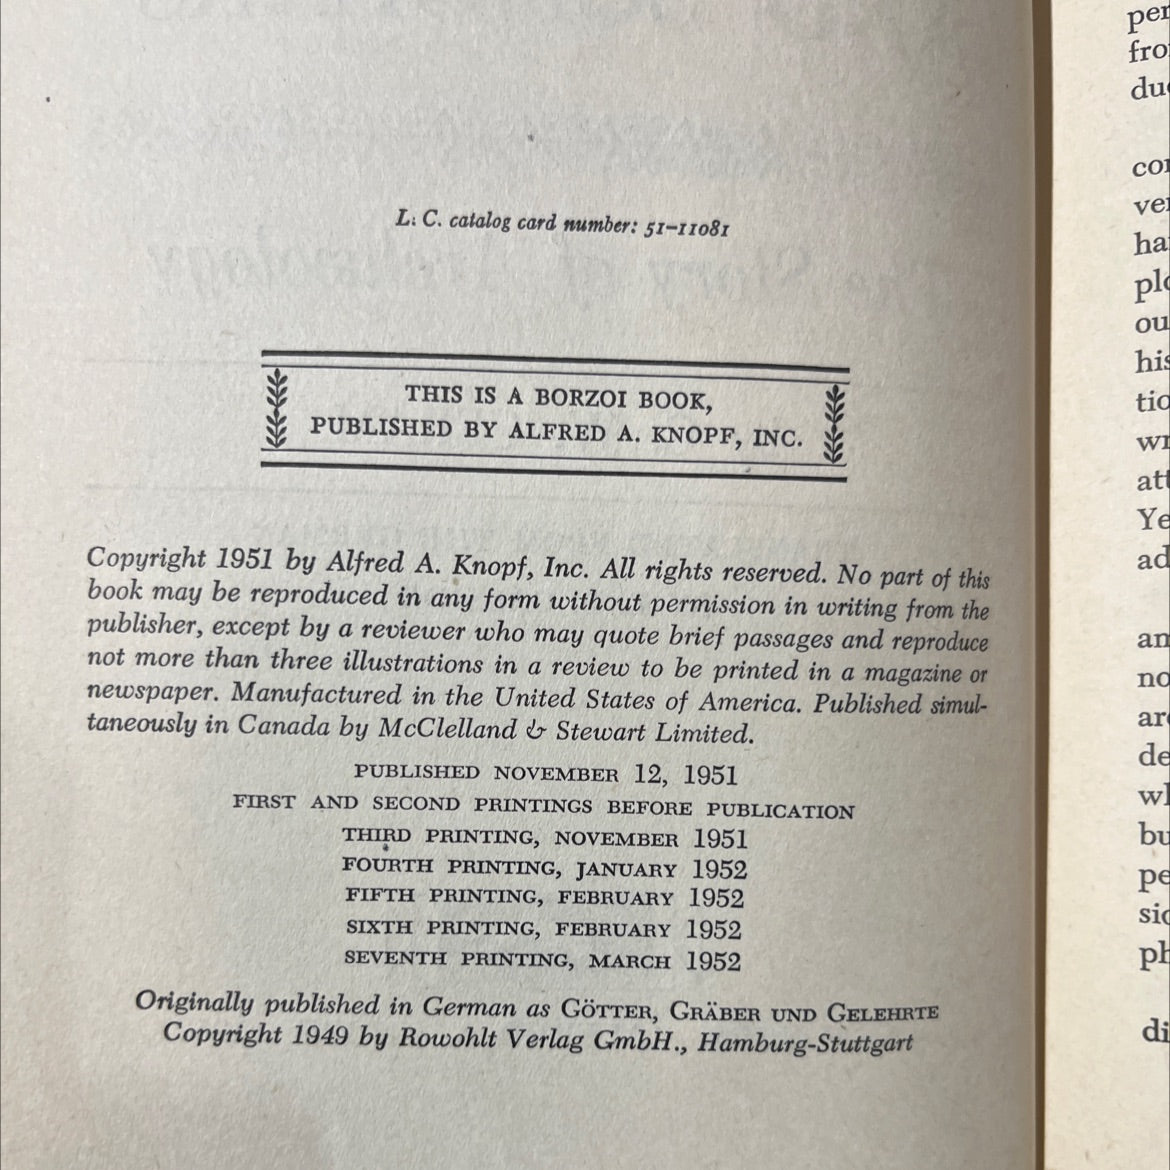 L. C. catalog card number: 51-11081
THIS IS A BORZOI BOOK,
PUBLISHED BY ALFRED A. KNOPF, INC.
Copyright 1951 by Alfred A. Knopf, Inc. All rights reserved. No part of this
book may be reproduced in any form without permission in writing from the
publisher, except by a reviewer who may quote brief passages and reproduce
not more than three illustrations in a review to be printed in a magazine or
newspaper. Manufactured in the United States of America. Published simul-
taneously in Canada by McClelland & Stewart Limited.
PUBLISHED NOVEMBER 12, 1951
FIRST AND SECOND PRINTINGS BEFORE PUBLICATION
THIRD PRINTING, NOVEMBER 1951
FOURTH PRINTING, JANUARY 1952
FIFTH PRINTING, FEBRUARY 1952
SIXTH PRINTING, FEBRUARY 1952
SEVENTH PRINTING, MARCH 1952
Originally published in German as GÖTTER, GRÄBER UND GELEHRTE
Copyright 1949 by Rowohlt Verlag GmbH., Hamburg-Stuttgart